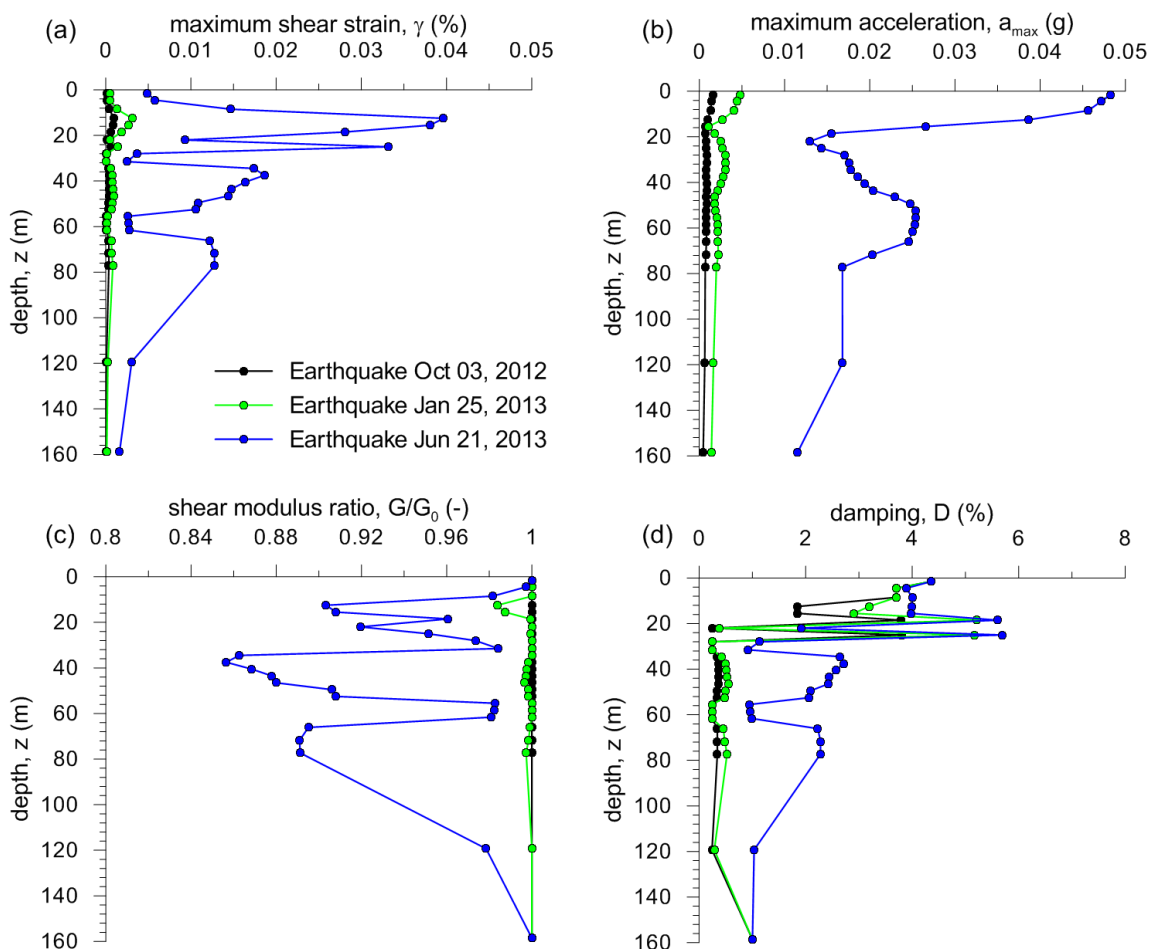 (a)
maximum shear strain, γ (%)
0 0.01 0.02 0.03 0.04 0.05
0
20
40
60
80
100
120
140
160
depth, z (m)
Earthquake Oct 03, 2012
Earthquake Jan 25, 2013
Earthquake Jun 21, 2013
(b)
maximum acceleration, amax (g)
0 0.01 0.02 0.03 0.04 0.05
0
20
40
60
80
100
120
140
160
depth, z (m)
(c)
shear modulus ratio, G/G0 (-)
0.8 0.84 0.88 0.92 0.96 1
0
20
40
60
80
100
120
140
160
depth, z (m)
(d)
damping, D (%)
0 2 4 6 8
0
20
40
60
80
100
120
140
160
depth, z (m)